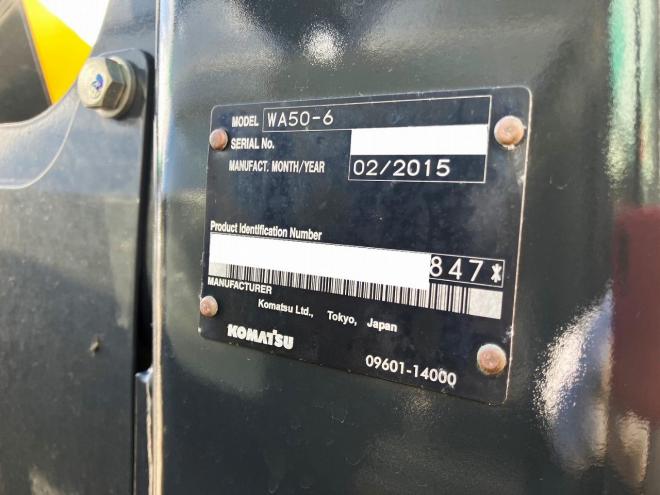 MODEL WA50-6
SERIAL No.
MANUFACT. MONTH/YEAR 02/2015
Product Identification Number
847*
MANUFACTURER
Komatsu Ltd., Tokyo, Japan
KOMATSU
09601-14000